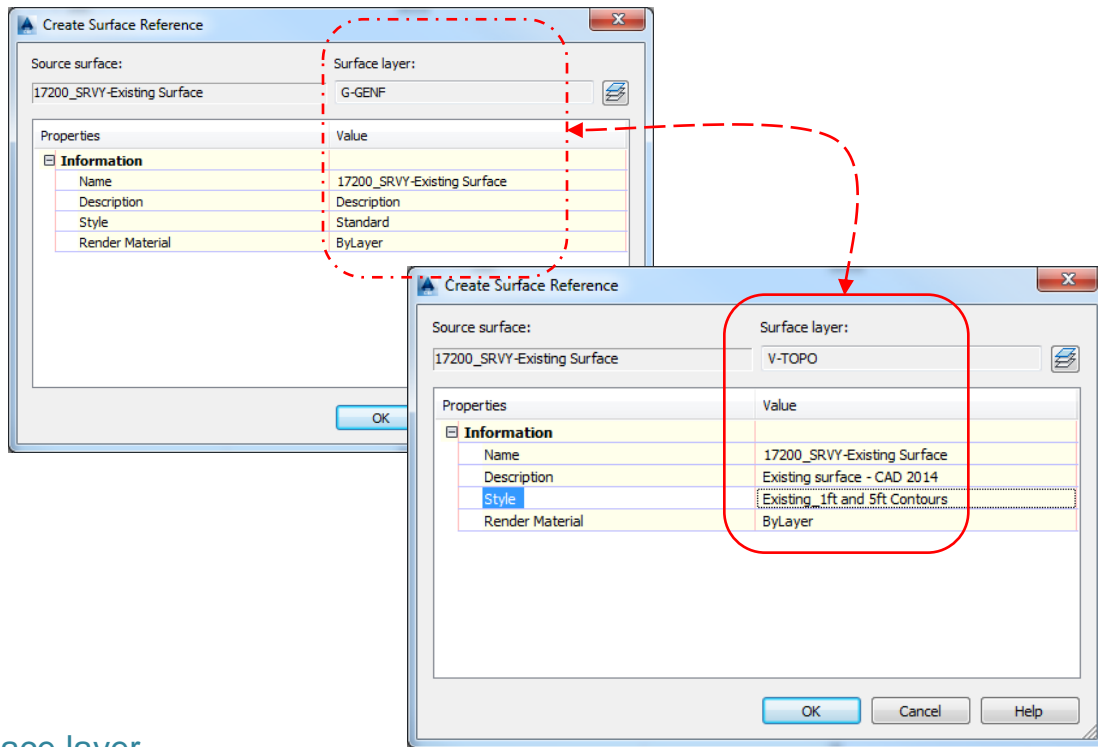 Create Surface Reference
Source surface: Surface layer:
17200_SRVY-Existing Surface G-GENF
Properties Value
Information
Name 17200_SRVY-Existing Surface
Description Description
Style Standard
Render Material ByLayer
OK
Create Surface Reference
Source surface: Surface layer:
17200_SRVY-Existing Surface V-TOPO
Properties Value
Information
Name 17200_SRVY-Existing Surface
Description Existing surface - CAD 2014
Style Existing_1ft and 5ft Contours
Render Material ByLayer
OK Cancel Help
layer